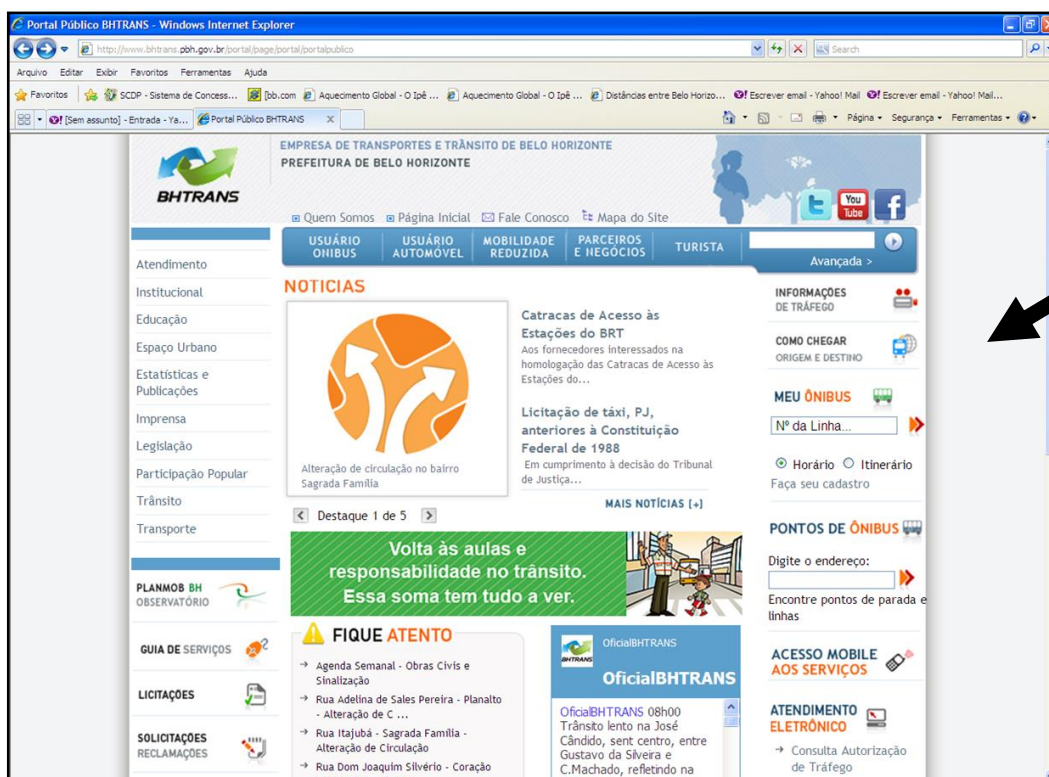 Portal Público BHTRANS - Windows Internet Explorer
http://www.bhtrans.pbh.gov.br/portal/page/portal/portalpublico
Search
Arquivo Editar Exibir Favoritos Ferramentas Ajuda
Favoritos SCDP - Sistema de Concess... [bb.com Aquecimento Global - O Ipê ... Aquecimento Global - O Ipê ... Distâncias entre Belo Horizo... Escrever email - Yahoo! Mail Escrever email - Yahoo! Mail...
[Sem assunto] - Entrada - Ya... Portal Público BHTRANS X Página Segurança Ferramentas
EMPRESA DE TRANSPORTES E TRÂNSITO DE BELO HORIZONTE
PREFEITURA DE BELO HORIZONTE
BHTRANS
You Tube
Quem Somos Página Inicial Fale Conosco Mapa do Site
USUÁRIO ONIBUS
USUÁRIO AUTOMÓVEL
MOBILIDADE REDUZIDA
PARCEIROS E NEGÓCIOS
TURISTA
Avançada >
Atendimento
Institucional
Educação
Espaço Urbano
Estatísticas e
Publicações
Imprensa
Legislação
Participação Popular
Trânsito
Transporte
PLANMOB BH
OBSERVATÓRIO
GUIA DE SERVIÇOS
LICITAÇÕES
SOLICITAÇÕES
RECLAMAÇÕES
NOTICIAS
Alteração de circulação no bairro
Sagrada Família
Destaque 1 de 5
Catracas de Acesso às
Estações do BRT
Aos fornecedores interessados na
homologação das Catracas de Acesso às
Estações do...
Licitação de táxi, PJ,
anteriores à Constituição
Federal de 1988
Em cumprimento à decisão do Tribunal
de Justiça...
MAIS NOTÍCIAS [+]
Volta às aulas e
responsabilidade no trânsito.
Essa soma tem tudo a ver.
FIQUE ATENTO
Agenda Semanal - Obras Civis e
Sinalização
Rua Adelina de Sales Pereira - Planalto
- Alteração de C ...
Rua Itajubá - Sagrada Família -
Alteração de Circulação
Rua Dom Joaquim Silvério - Coração
BHTRANS
OficialBHTRANS
OficialBHTRANS
OficialBHTRANS 08h00
Trânsito lento na José
Cândido, sent centro, entre
Gustavo da Silveira e
C.Machado, refletindo na
INFORMAÇÕES
DE TRÁFEGO
COMO CHEGAR
ORIGEM E DESTINO
MEU ÔNIBUS
Nº da Linha...
Horário Itinerário
Faça seu cadastro
PONTOS DE ÔNIBUS
Digite o endereço:
Encontre pontos de parada e
linhas
ACESSO MOBILE
AOS SERVIÇOS
ATENDIMENTO
ELETRÔNICO
Consulta Autorização
de Tráfego